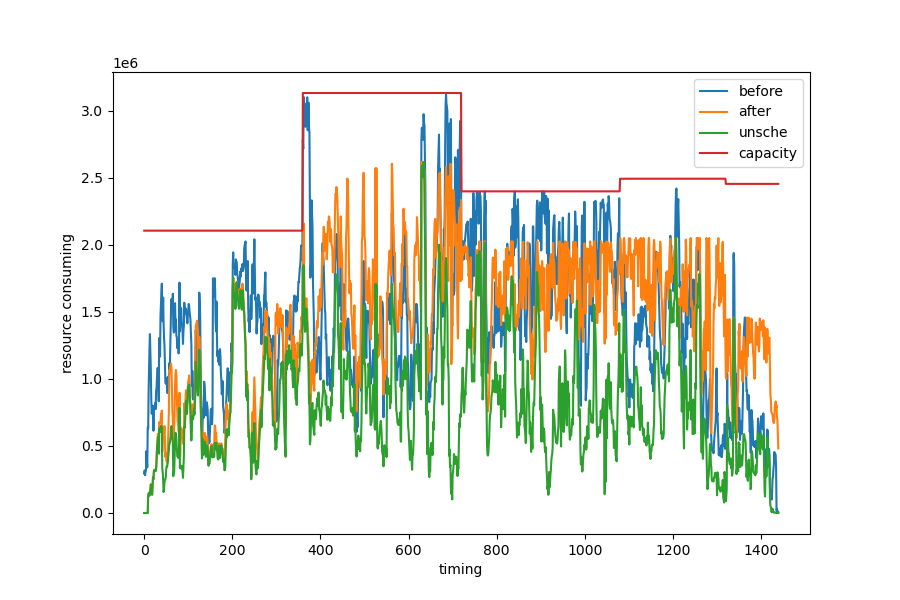 1e6
before
after
unsche
capacity
3.0
2.5
2.0
1.5
1.0
0.5
0.0
resource consuming
0 200 400 600 800 1000 1200 1400
timing